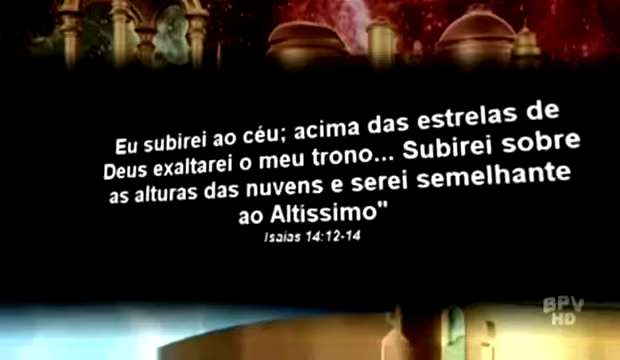 Eu subirei ao céu; acima das estrelas de
Deus exaltarei o meu trono... Subirei sobre
as alturas das nuvens e serei semelhante
ao Altíssimo"
Isaías 14:12-14
BPV
HD